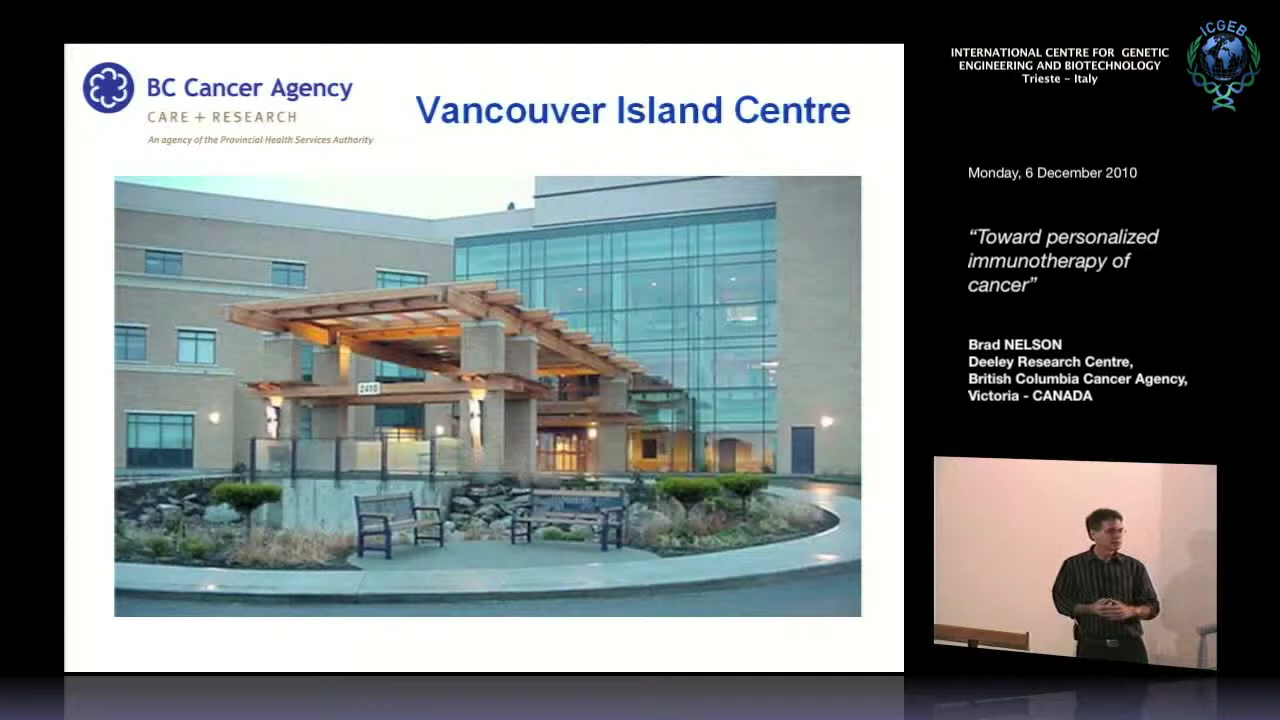 BC Cancer Agency
CARE + RESEARCH
An agency of the Provincial Health Services Authority
Vancouver Island Centre
2410
INTERNATIONAL CENTRE FOR GENETIC
ENGINEERING AND BIOTECHNOLOGY
Trieste – Italy
ICGEB
Monday, 6 December 2010
“Toward personalized
immunotherapy of
cancer”
Brad NELSON
Deeley Research Centre,
British Columbia Cancer Agency,
Victoria - CANADA